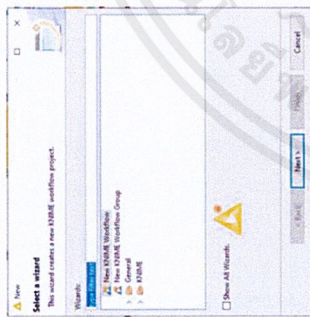 New
Select a wizard
This wizard creates a new KNIME workflow project.
Wizards:
type filter text
New KNIME Workflow
New KNIME Workflow Group
General
KNIME
Show All Wizards.
< Back
Next >
Finish
Cancel